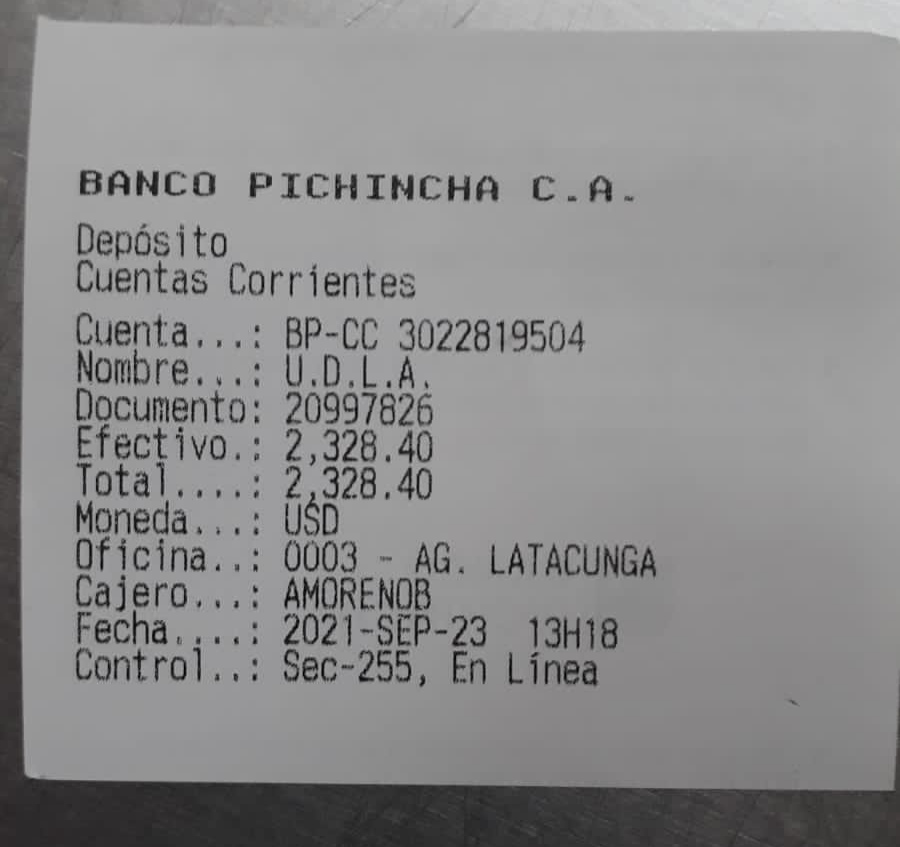 BANCO PICHINCHA C.A.
Depósito
Cuentas Corrientes
Cuenta...: BP-CC 3022819504
Nombre...: U.D.L.A.
Documento: 20997826
Efectivo.: 2,328.40
Total....: 2,328.40
Moneda...: USD
Oficina..: 0003 - AG. LATACUNGA
Cajero...: AMORENOB
Fecha....: 2021-SEP-23 13H18
Control..: Sec-255, En Línea